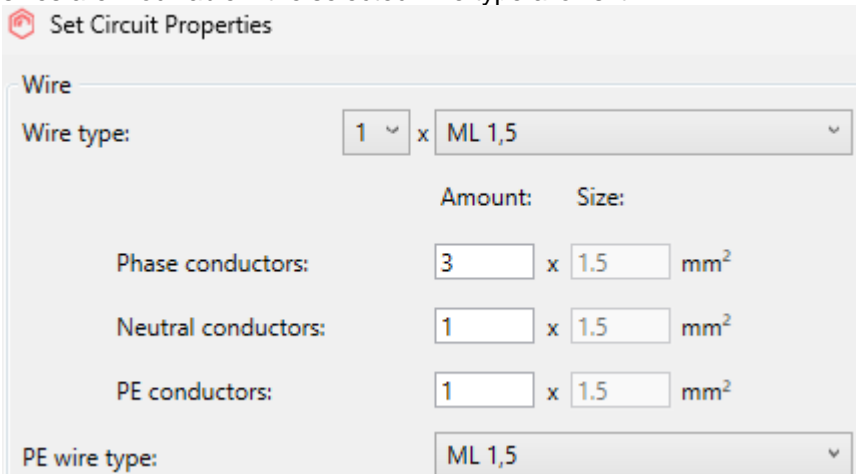 Set Circuit Properties
Wire
Wire type: 1 x ML 1,5
Amount: Size:
Phase conductors: 3 x 1.5 mm²
Neutral conductors: 1 x 1.5 mm²
PE conductors: 1 x 1.5 mm²
PE wire type: ML 1,5